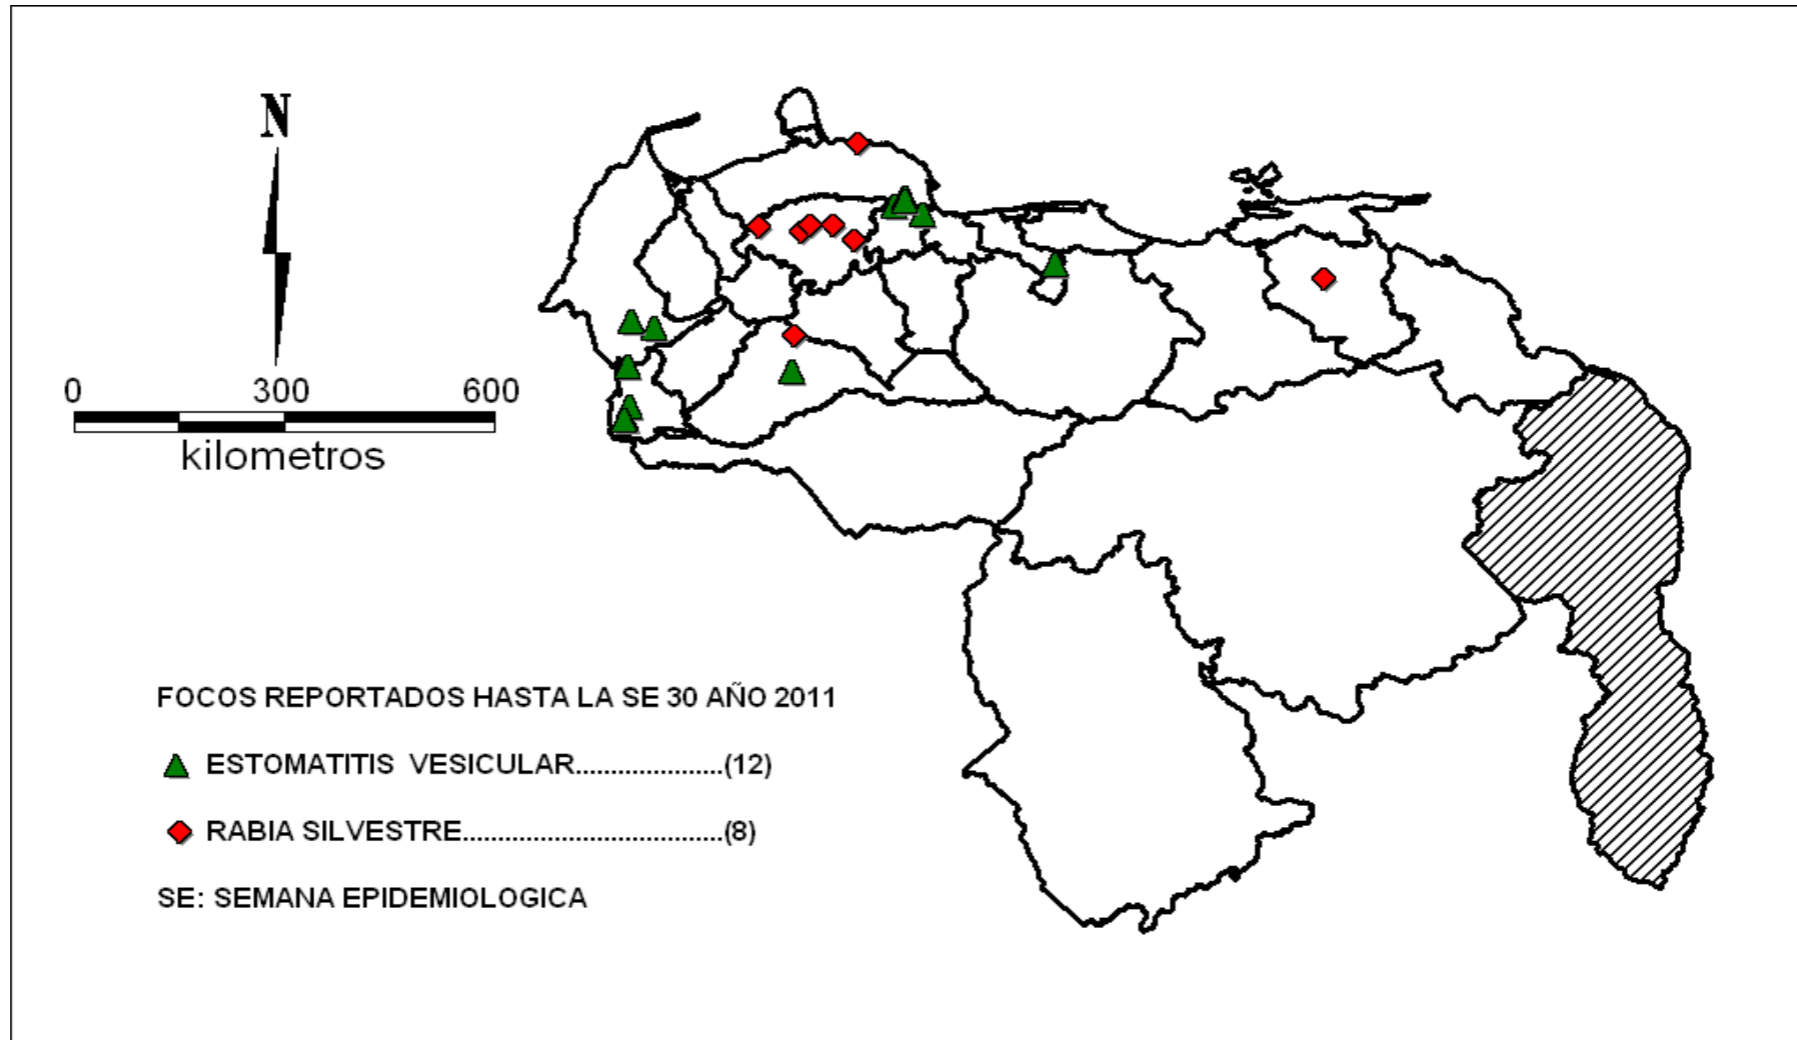 N
0 300 600
kilometros
FOCOS REPORTADOS HASTA LA SE 30 AÑO 2011
ESTOMATITIS VESICULAR.....................(12)
RABIA SILVESTRE.....................................(8)
SE: SEMANA EPIDEMIOLOGICA